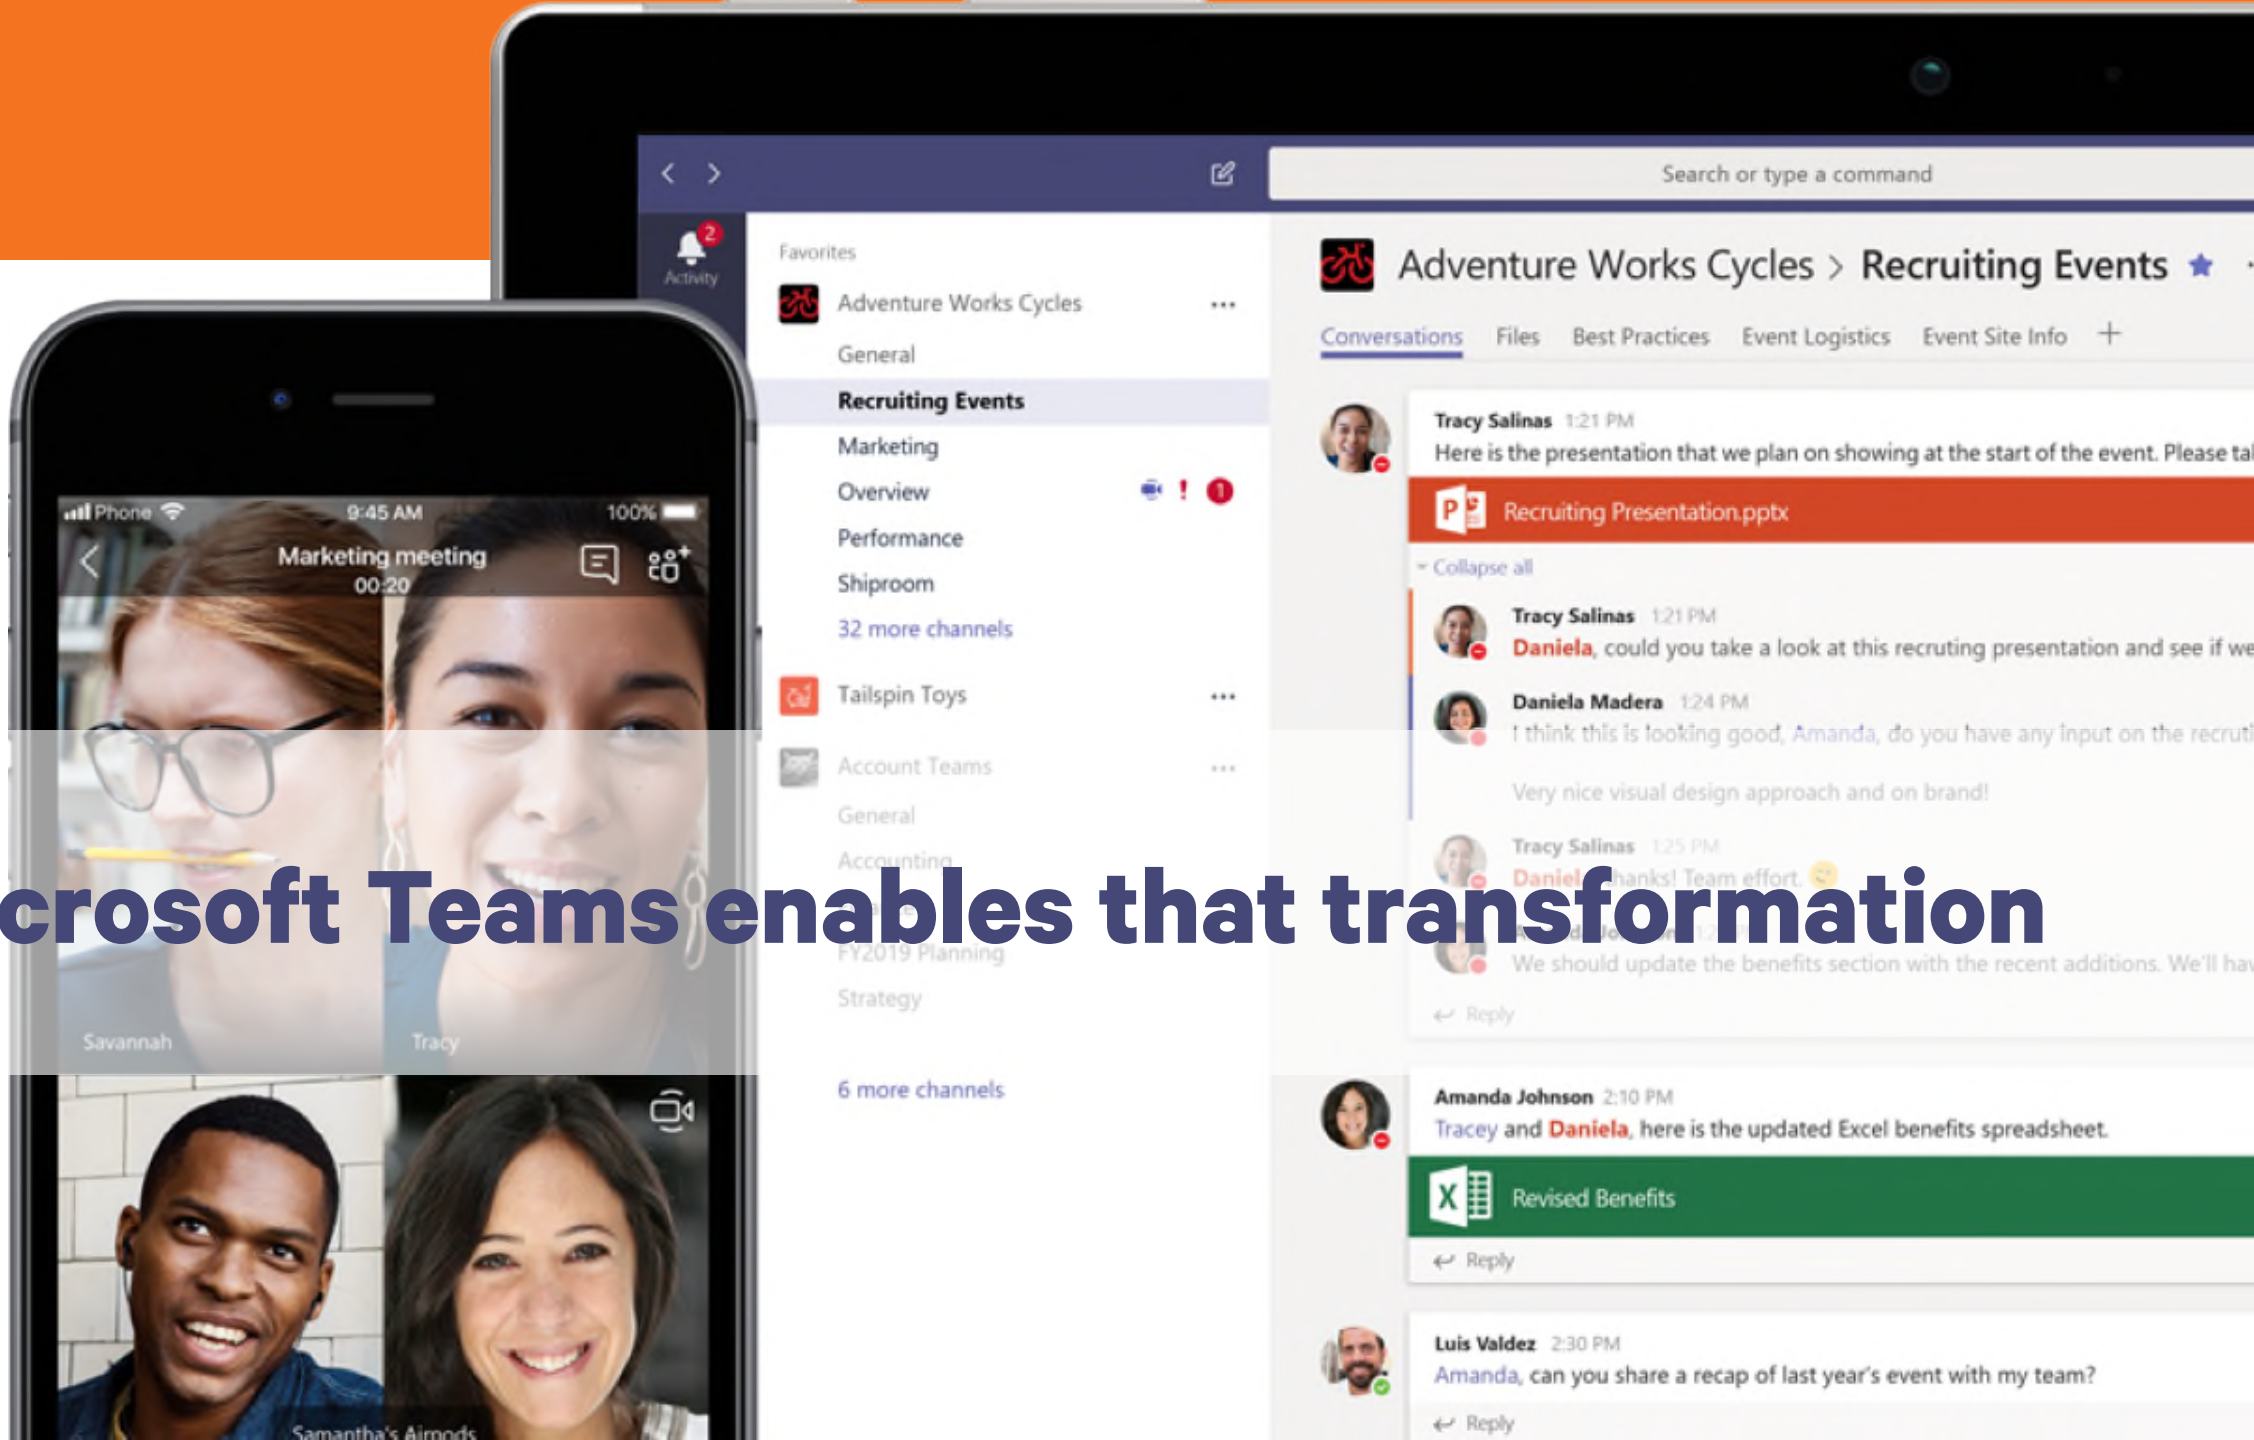 Search or type a command
2
Activity
Favorites
Adventure Works Cycles
General
Recruiting Events
Marketing
Overview
! 1
Performance
Shiproom
32 more channels
Tailspin Toys
Account Teams
General
Accounting
FY2019 Planning
Strategy
6 more channels
Adventure Works Cycles > Recruiting Events
Conversations Files Best Practices Event Logistics Event Site Info +
Tracy Salinas 1:21 PM
Here is the presentation that we plan on showing at the start of the event. Please
Recruiting Presentation.pptx
Collapse all
Tracy Salinas 1:21 PM
Daniela, could you take a look at this recruting presentation and see if we
Daniela Madera 1:24 PM
I think this is looking good, Amanda, do you have any input on the recruti
Very nice visual design approach and on brand!
Tracy Salinas 1:25 PM
Team effort.
We should update the benefits section with the recent additions. We'll
Reply
Amanda Johnson 2:10 PM
Tracey and Daniela, here is the updated Excel benefits spreadsheet.
Revised Benefits
Reply
Luis Valdez 2:30 PM
Amanda, can you share a recap of last year's event with my team?
Reply
Phone 9:45 AM 100%
Marketing meeting
00:20
Savannah Tracy
Samantha's Airpods
crosoft Teams enables that transformation